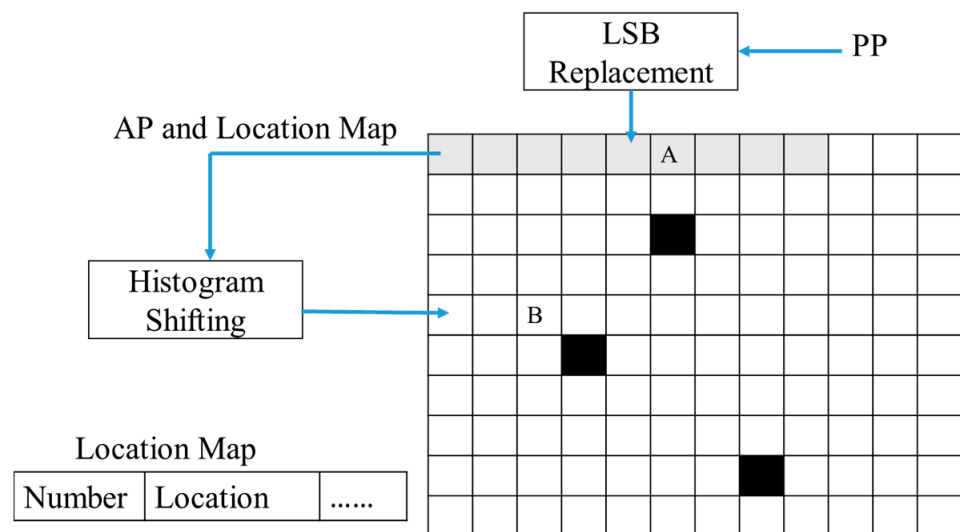 LSB
Replacement
PP
AP and Location Map
A
Histogram
Shifting
B
Location Map
Number Location ......